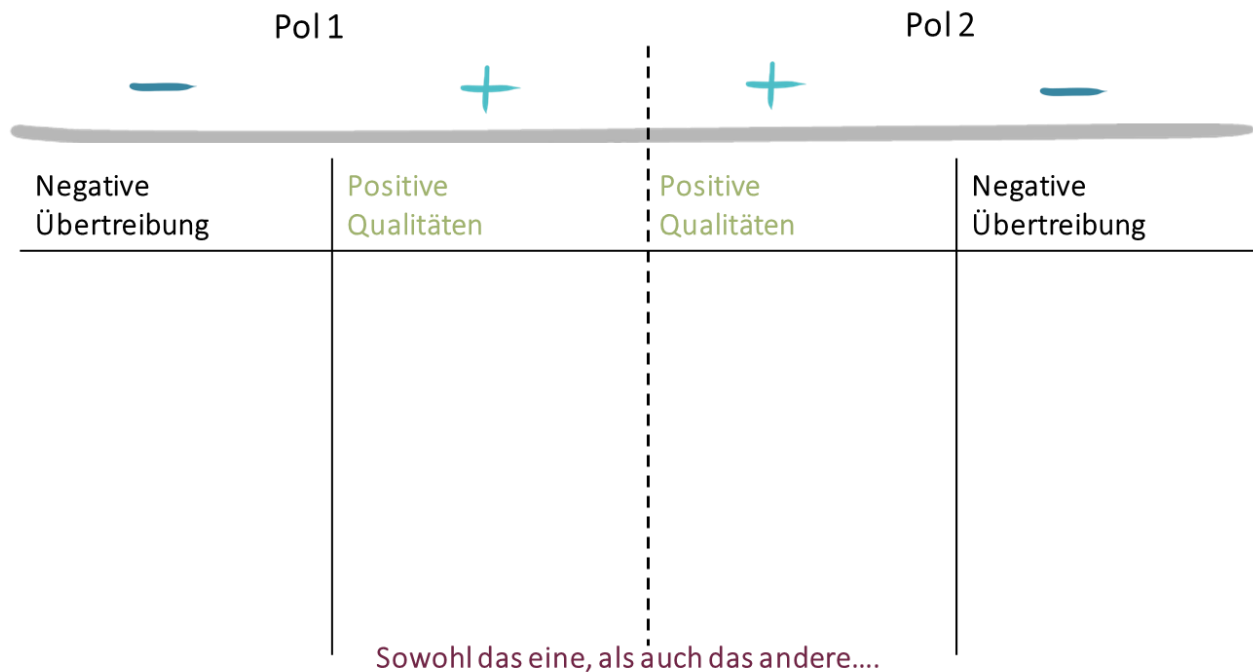 Pol 1
Pol 2
Negative
Übertreibung
Positive
Qualitäten
Positive
Qualitäten
Negative
Übertreibung
Sowohl das eine, als auch das andere....